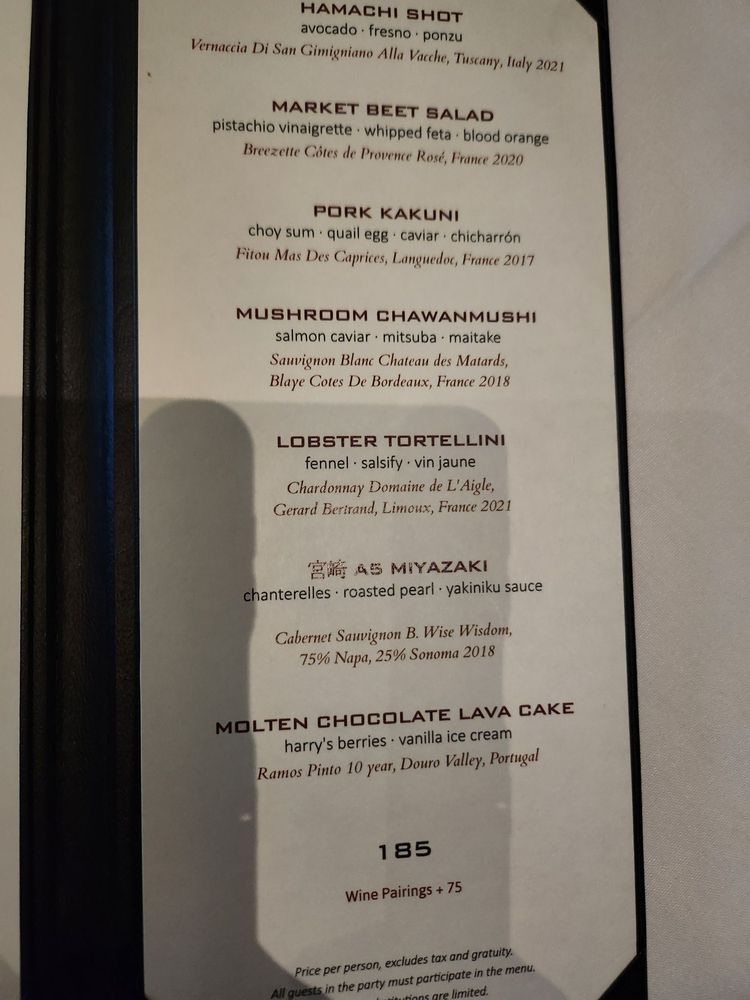 HAMACHI SHOT
avocado · fresno · ponzu
Vernaccia Di San Gimigniano Alla Vacche, Tuscany, Italy 2021
MARKET BEET SALAD
pistachio vinaigrette · whipped feta · blood orange
Breezette Côtes de Provence Rosé, France 2020
PORK KAKUNI
choy sum · quail egg · caviar · chicharrón
Fitou Mas Des Caprices, Languedoc, France 2017
MUSHROOM CHAWANMUSHI
salmon caviar · mitsuba · maitake
Sauvignon Blanc Chateau des Matards,
Blaye Cotes De Bordeaux, France 2018
LOBSTER TORTELLINI
fennel · salsify · vin jaune
Chardonnay Domaine de L'Aigle,
Gerard Bertrand, Limoux, France 2021
宮崎 A5 MIYAZAKI
chanterelles · roasted pearl · yakiniku sauce
Cabernet Sauvignon B. Wise Wisdom,
75% Napa, 25% Sonoma 2018
MOLTEN CHOCOLATE LAVA CAKE
harry's berries · vanilla ice cream
Ramos Pinto 10 year, Douro Valley, Portugal
185
Wine Pairings + 75
Price per person, excludes tax and gratuity.
All guests in the party must participate in the menu.
are limited.